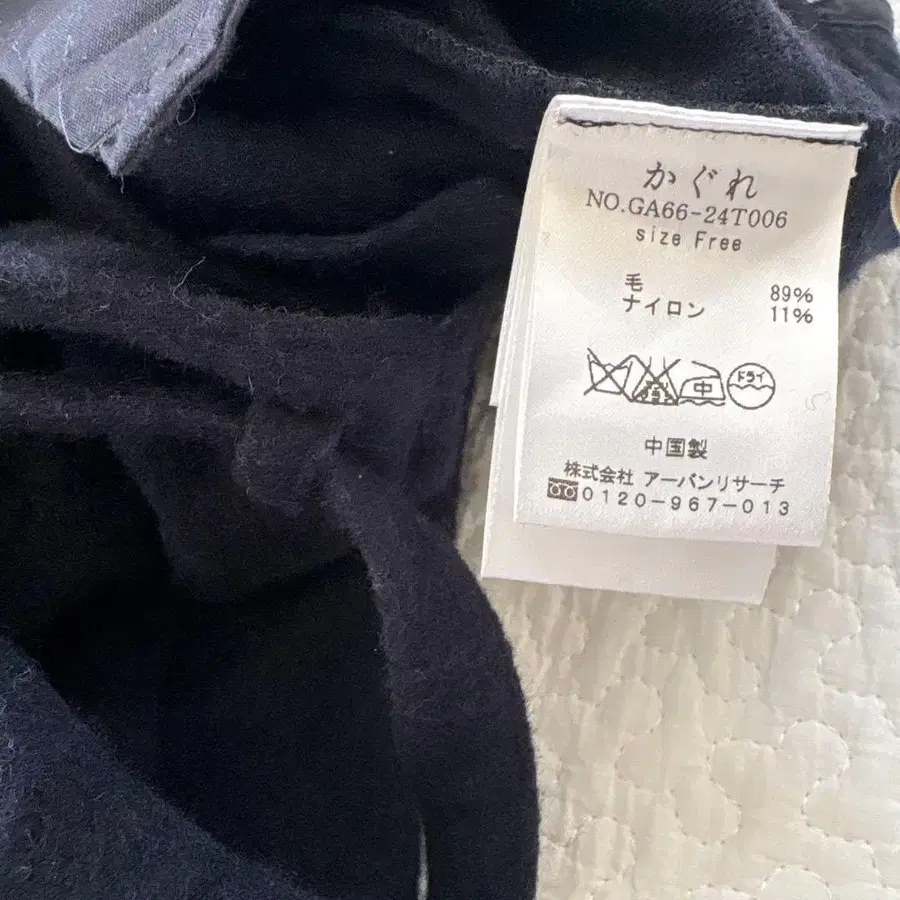 かぐれ
NO.GA66-24T006
size Free
毛 89%
ナイロン 11%
中 ドライ
中国製
株式会社 アーバンリサーチ
0120-967-013